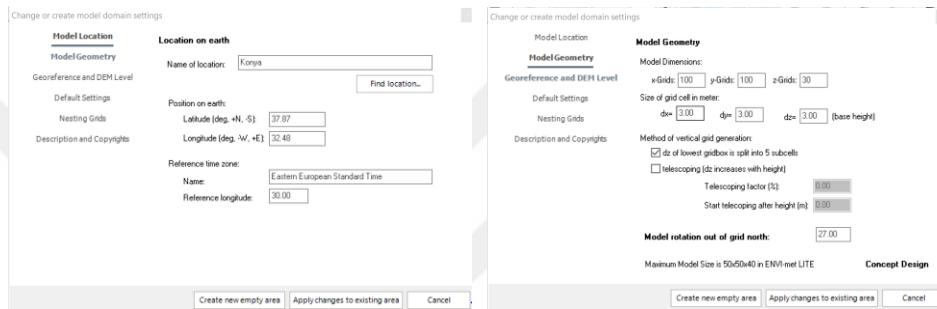 Change or create model domain settings
Model Location
Model Geometry
Georeference and DEM Level
Default Settings
Nesting Grids
Description and Copyrights
Location on earth
Name of location: Konya
Find location...
Position on earth:
Latitude (deg, +N, -S): 37.87
Longitude (deg, -W, +E): 32.48
Reference time zone:
Name: Eastern European Standard Time
Reference longitude: 30.00
Create new empty area Apply changes to existing area Cancel
Change or create model domain settings
Model Location
Model Geometry
Georeference and DEM Level
Default Settings
Nesting Grids
Description and Copyrights
Model Geometry
Model Dimensions:
x-Grids: 100 y-Grids: 100 z-Grids: 30
Size of grid cell in meter:
dx= 3.00 dy= 3.00 dz= 3.00 (base height)
Method of vertical grid generation:
dz of lowest gridbox is split into 5 subcells
telescoping (dz increases with height)
Telescoping factor (%): 0.00
Start telecoping after height (m): 0.00
Model rotation out of grid north: 27.00
Maximum Model Size is 50x50x40 in ENVI-met LITE Concept Design
Create new empty area Apply changes to existing area Cancel